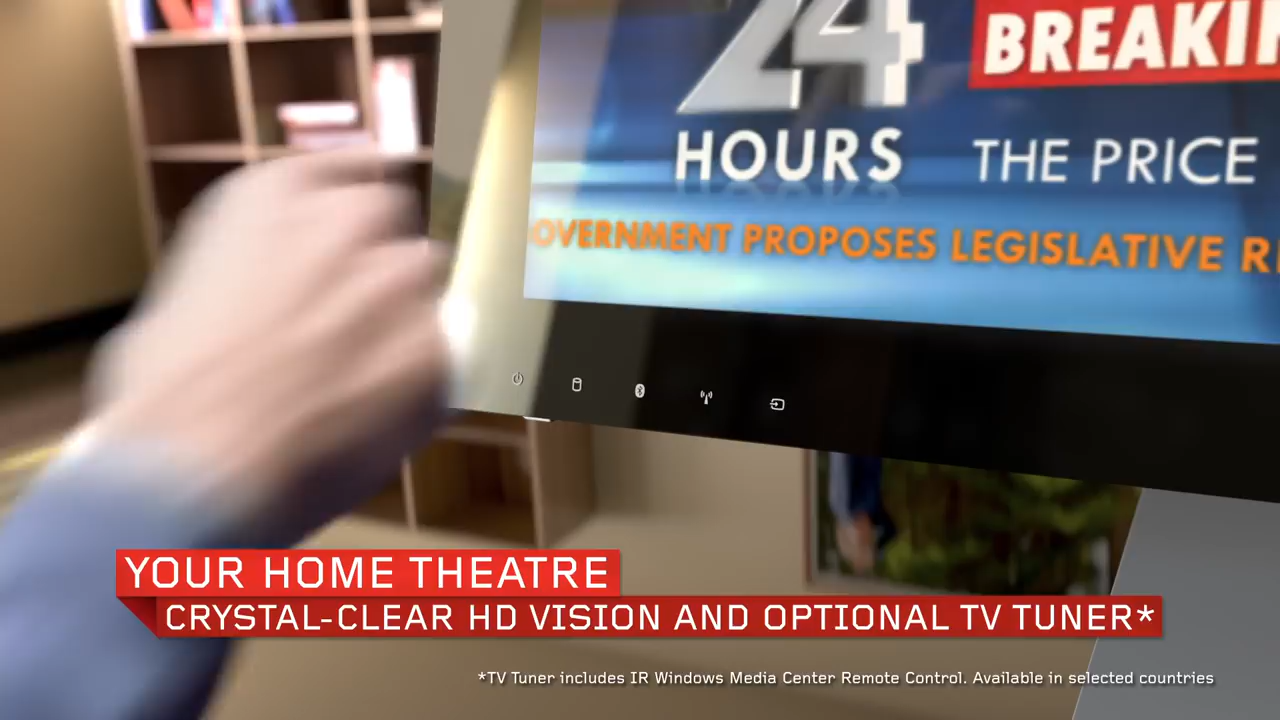 24
BREAKI
HOURS THE PRICE
OVERNMENT PROPOSES LEGISLATIVE R
YOUR HOME THEATRE
CRYSTAL-CLEAR HD VISION AND OPTIONAL TV TUNER*
*TV Tuner includes IR Windows Media Center Remote Control. Available in selected countries